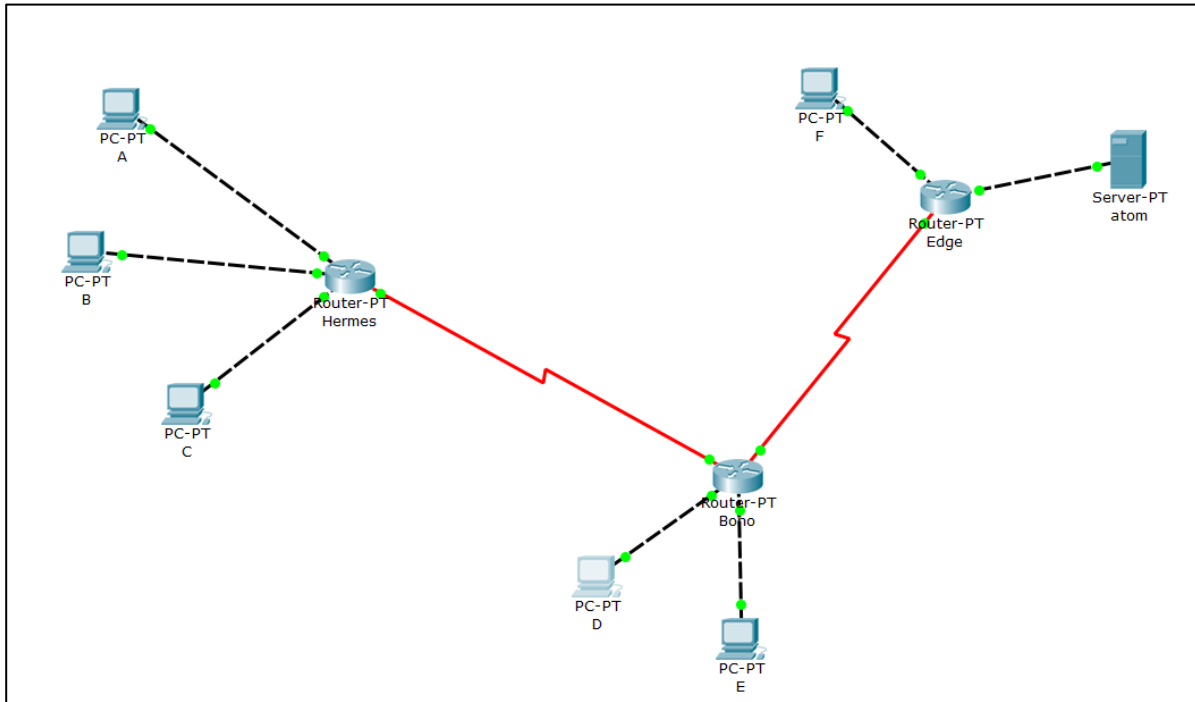 PC-PT
A
PC-PT
B
PC-PT
C
Router-PT
Hermes
PC-PT
F
Router-PT
Edge
Server-PT
atom
Router-PT
Boho
PC-PT
D
PC-PT
E